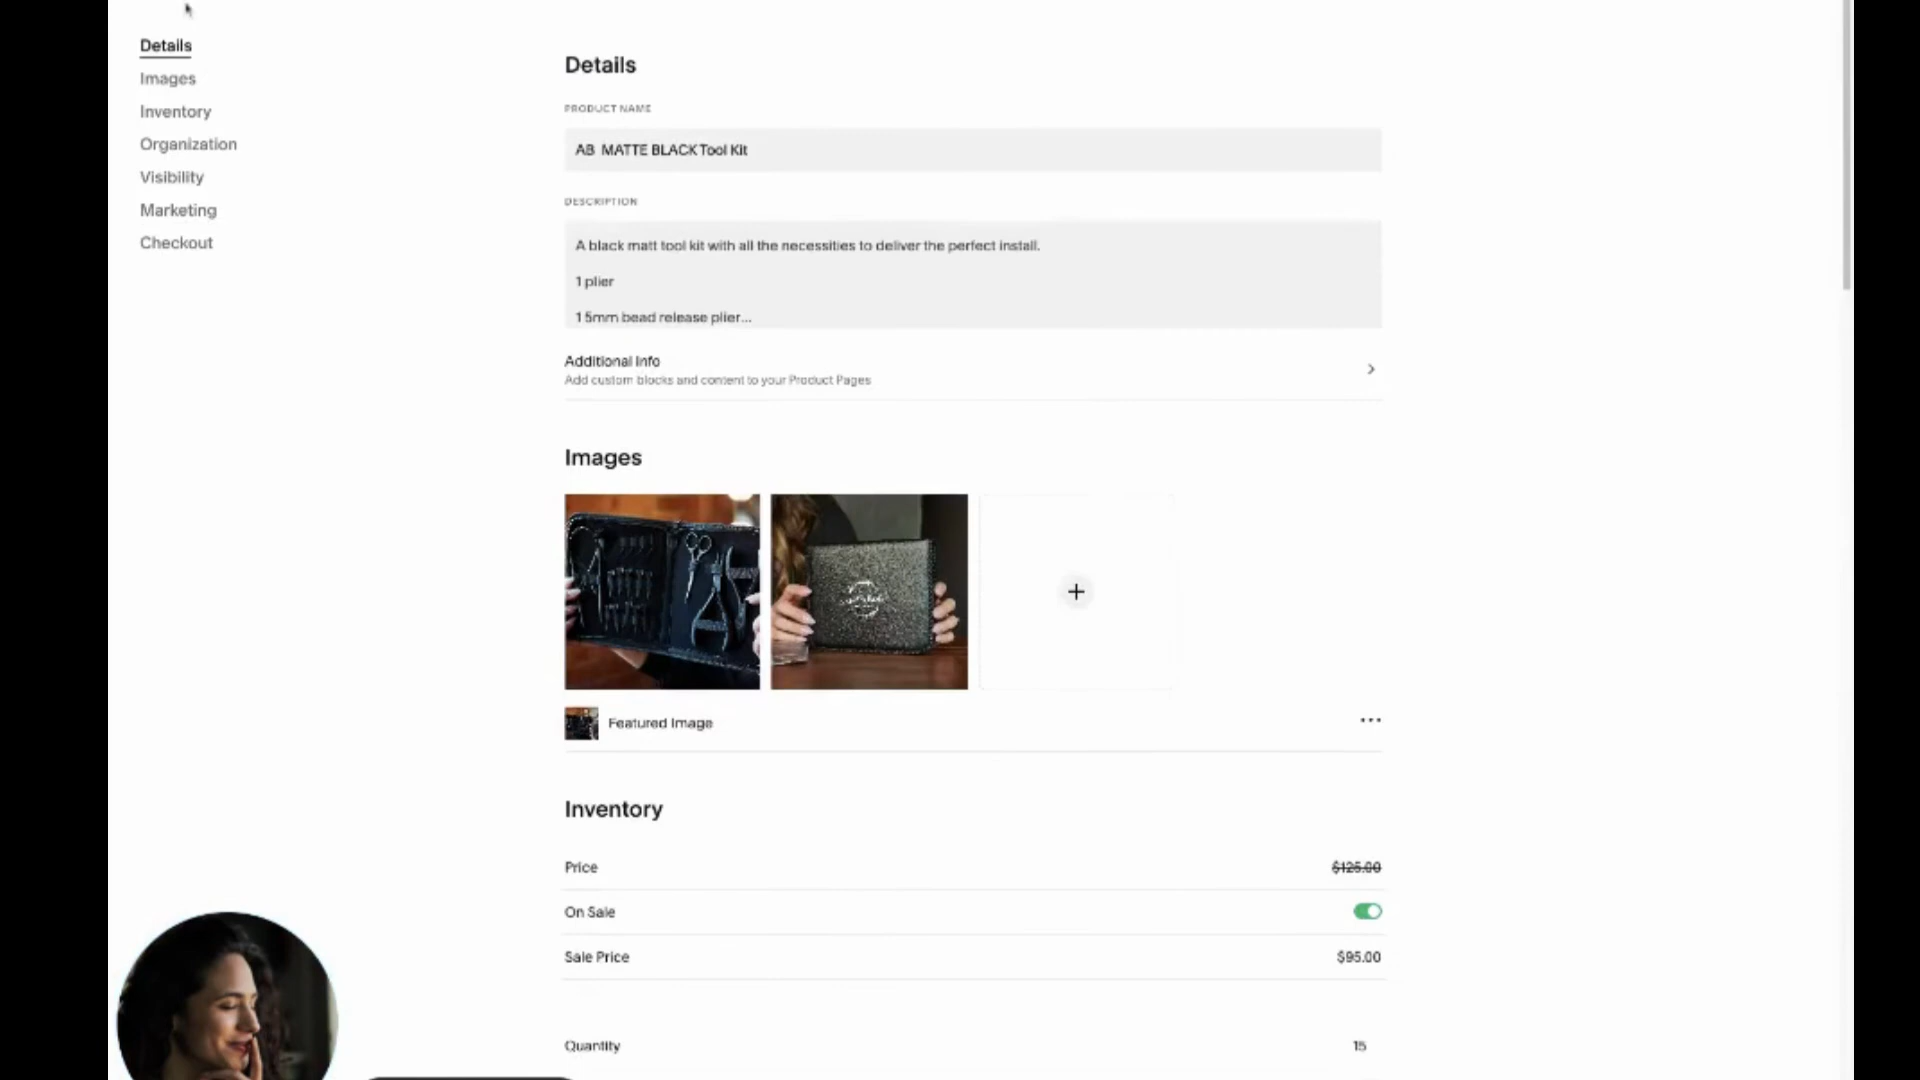 Details
Images
Inventory
Organization
Visibility
Marketing
Checkout
Details
PRODUCT NAME
AB MATTE BLACK Tool Kit
DESCRIPTION
A black matt tool kit with all the necessities to deliver the perfect install.
1 plier
1 5mm bead release plier...
Additional Info
Add custom blocks and content to your Product Pages
Images
Featured Image
Inventory
Price $125.00
On Sale
Sale Price $95.00
Quantity 15